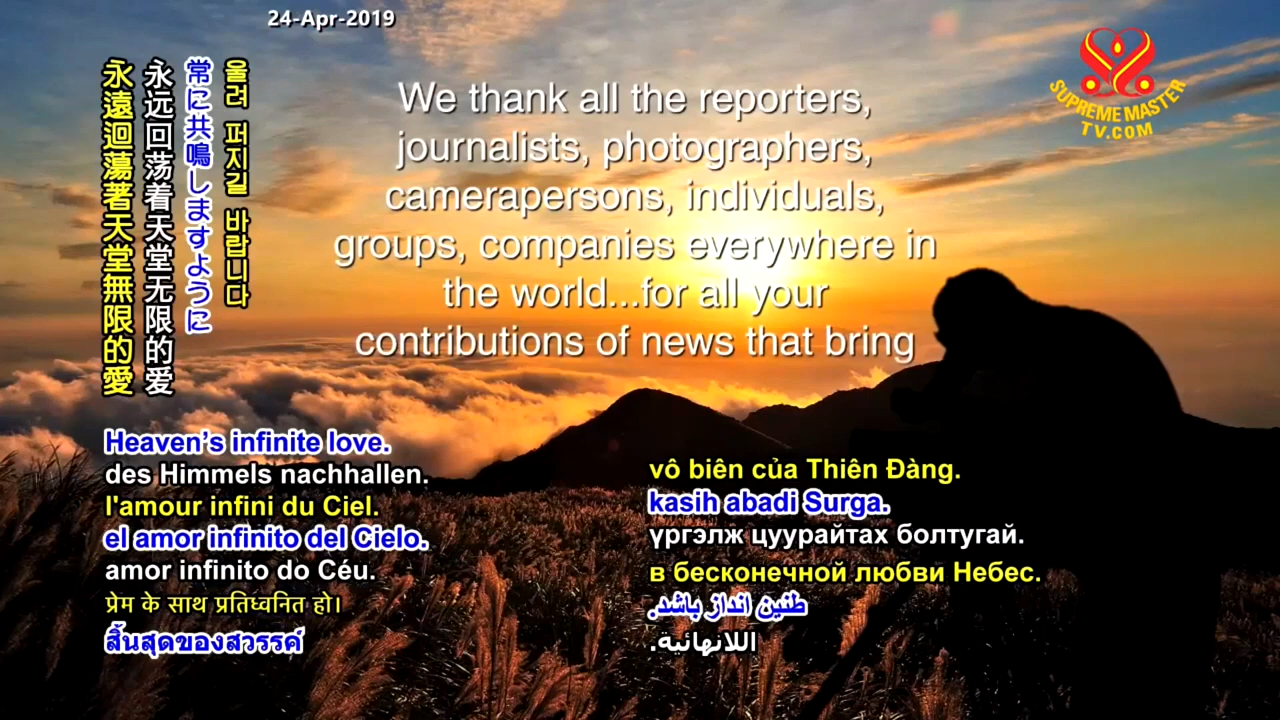 24-Apr-2019
We thank all the reporters,
journalists, photographers,
camerapersons, individuals,
groups, companies everywhere in
the world...for all your
contributions of news that bring
SUPREME MASTER
TV.COM
울려 퍼지길 바랍니다
常に共鳴しますように
永远回荡着天堂无限的爱
永遠迴蕩著天堂無限的愛
Heaven’s infinite love.
des Himmels nachhallen.
l'amour infini du Ciel.
el amor infinito del Cielo.
amor infinito do Céu.
प्रेम के साथ प्रतिध्वनित हो।
สิ้นสุดของสวรรค์
vô biên của Thiên Đàng.
kasih abadi Surga.
үргэлж цуурайтах болтугай.
в бесконечной любви Небес.
طنین انداز باشد.
اللانهائية.